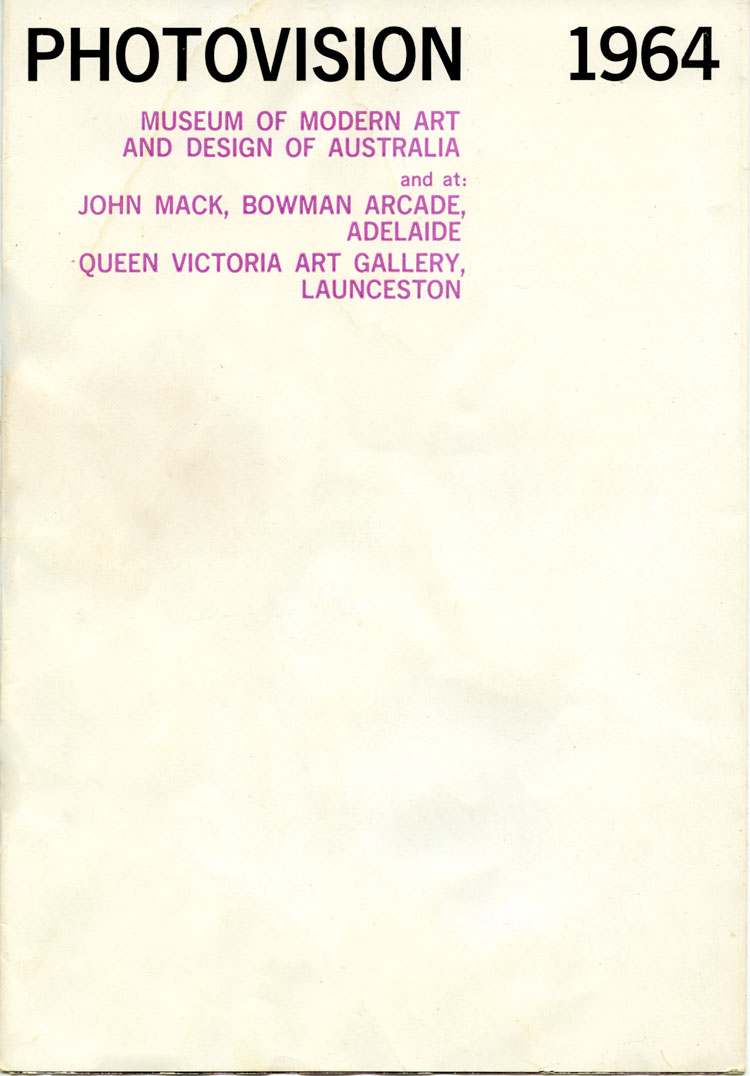 PHOTOVISION 1964
MUSEUM OF MODERN ART
AND DESIGN OF AUSTRALIA
and at:
JOHN MACK, BOWMAN ARCADE,
ADELAIDE
QUEEN VICTORIA ART GALLERY,
LAUNCESTON